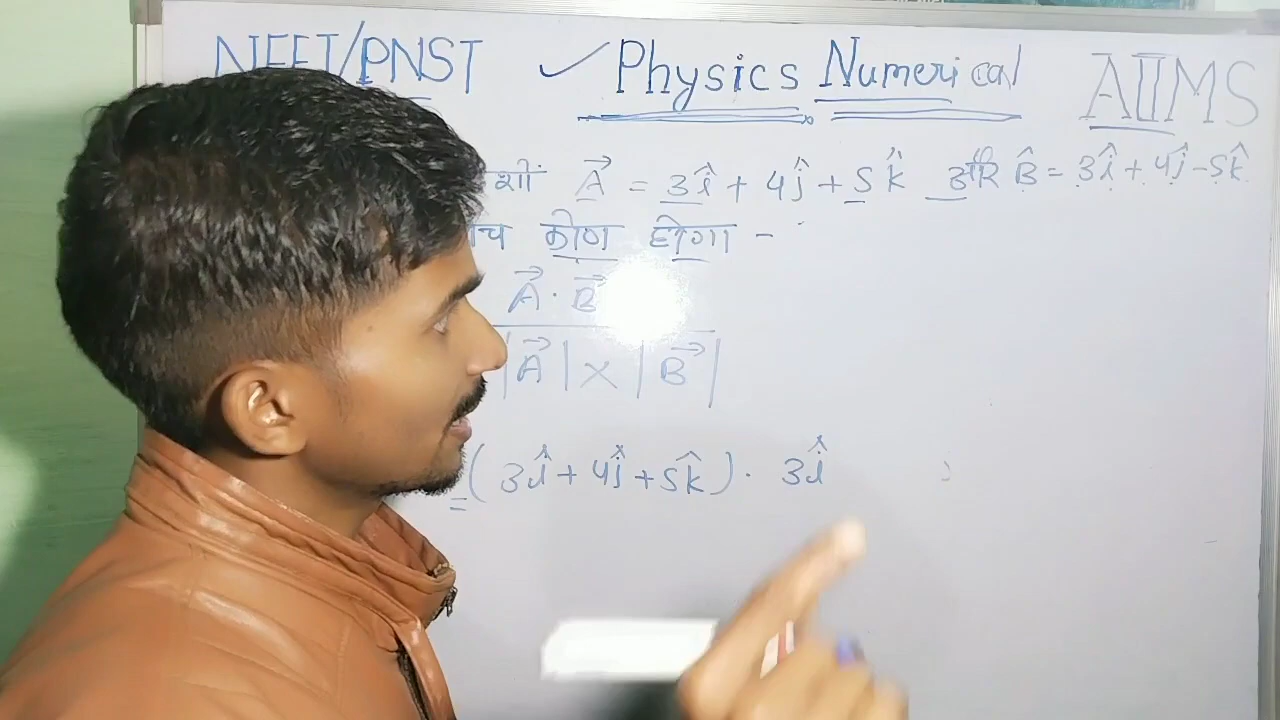 NEET/PNST ✓ Physics Numerical AIIMS
A⃗ = 3î + 4ĵ + 5k̂ और B̂ = 3î + 4ĵ - 5k̂
कोण होगा -
A⃗ · B⃗
|A⃗| × |B⃗|
= (3î + 4ĵ + 5k̂) · 3î